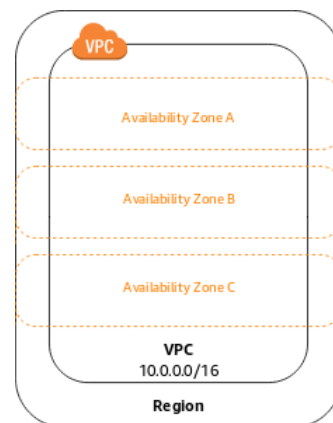 VPC
Availability Zone A
Availability Zone B
Availability Zone C
VPC
10.0.0.0/16
Region